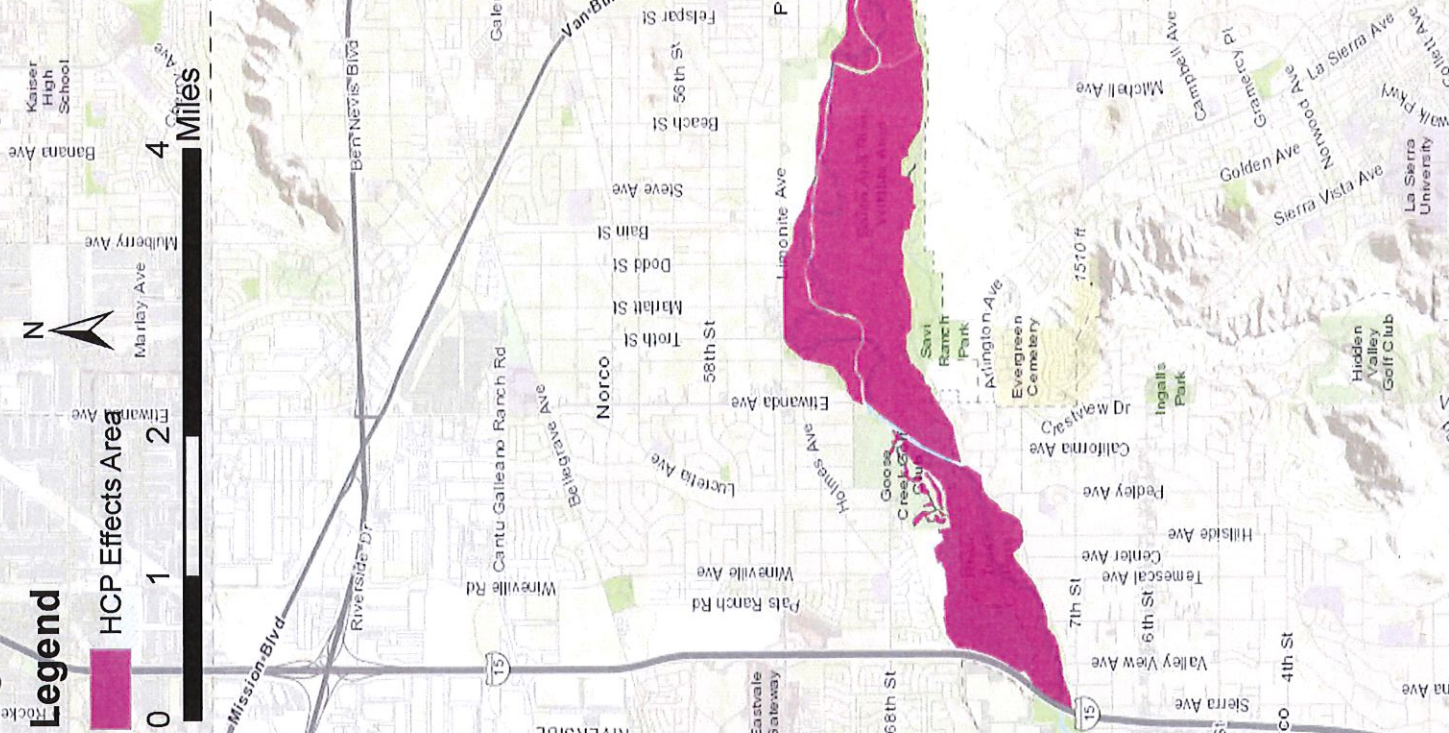 Legend
HCP Effects Area
0
1
2
4
Miles
N
Kaiser
High
School
Banana Ave
Mulberry Ave
Marlay Ave
Etiwanda Ave
Ben Nevis Blvd
Mission Blvd
Riverside Dr
Cantu Galleano Ranch Rd
Wineville Rd
Bellegrave Ave
Norco
Felspar St
56th St
Beach St
Steve Ave
Bain St
Dodd St
Marlatt St
Troth St
58th St
Lucretia Ave
Wineville Ave
Pats Ranch Rd
15
Limonite Ave
Etiwanda Ave
Holmes Ave
Goose
Creek Golf
Club
68th St
Eastvale
Gateway
RIVERSIDE
Savi
Ranch
Park
Arlington Ave
Evergreen
Cemetery
1510 ft
Crestview Dr
California Ave
Pedley Ave
Hillside Ave
Center Ave
Temescal Ave
7th St
6th St
Valley View Ave
Sierra Ave
4th St
15
Ingalls
Park
Hidden
Valley
Golf Club
Mitchell Ave
Campbell Ave
Gramercy Pl
Golden Ave
Norwood Ave
La Sierra Ave
Sierra Vista Ave
La Sierra
University